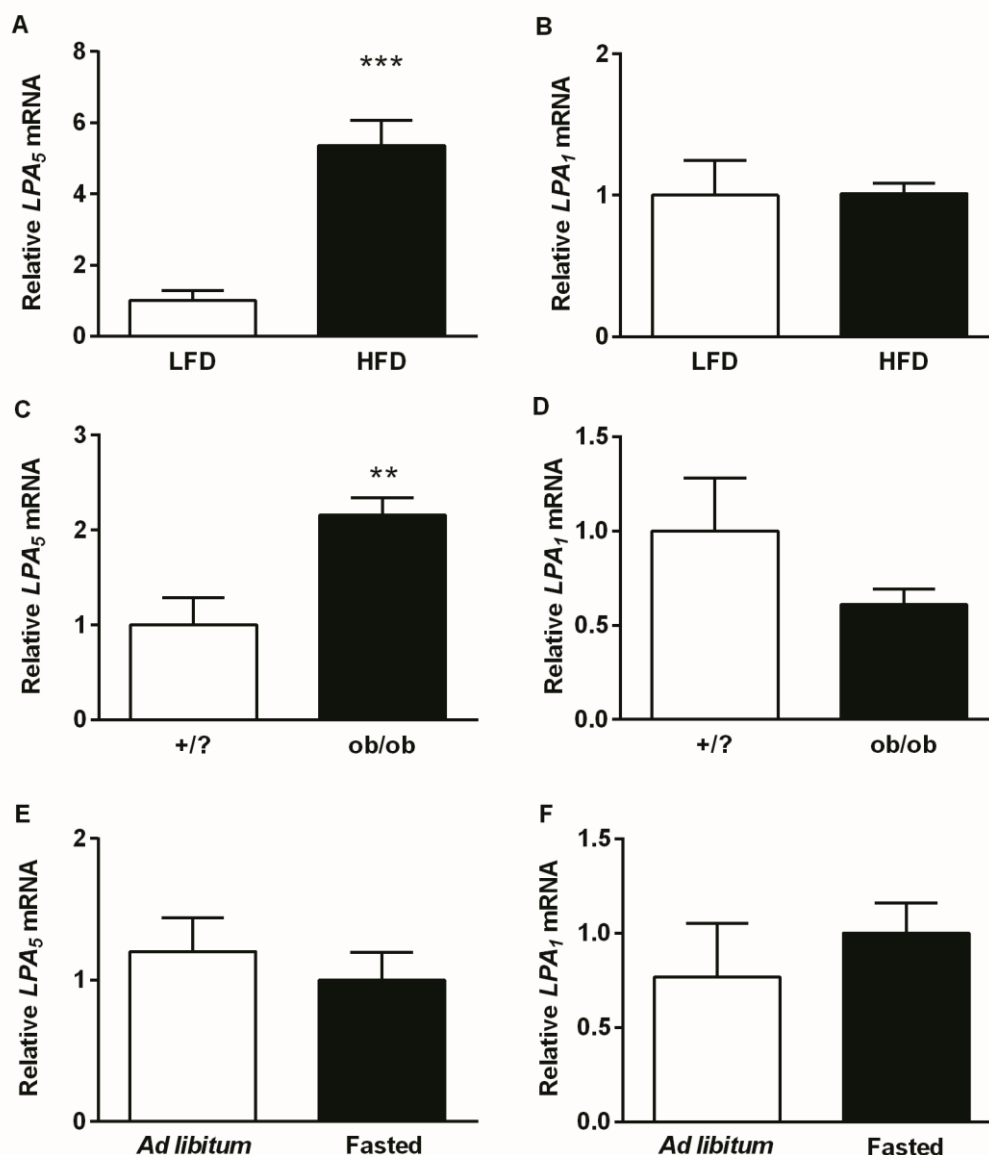 A
Relative LPA5 mRNA
8
6
4
2
0
***
LFD HFD
B
Relative LPA1 mRNA
2
1
0
LFD HFD
C
Relative LPA5 mRNA
3
2
1
0
**
+/? ob/ob
D
Relative LPA1 mRNA
1.5
1.0
0.5
0.0
+/? ob/ob
E
Relative LPA5 mRNA
2
1
0
Ad libitum Fasted
F
Relative LPA1 mRNA
1.5
1.0
0.5
0.0
Ad libitum Fasted